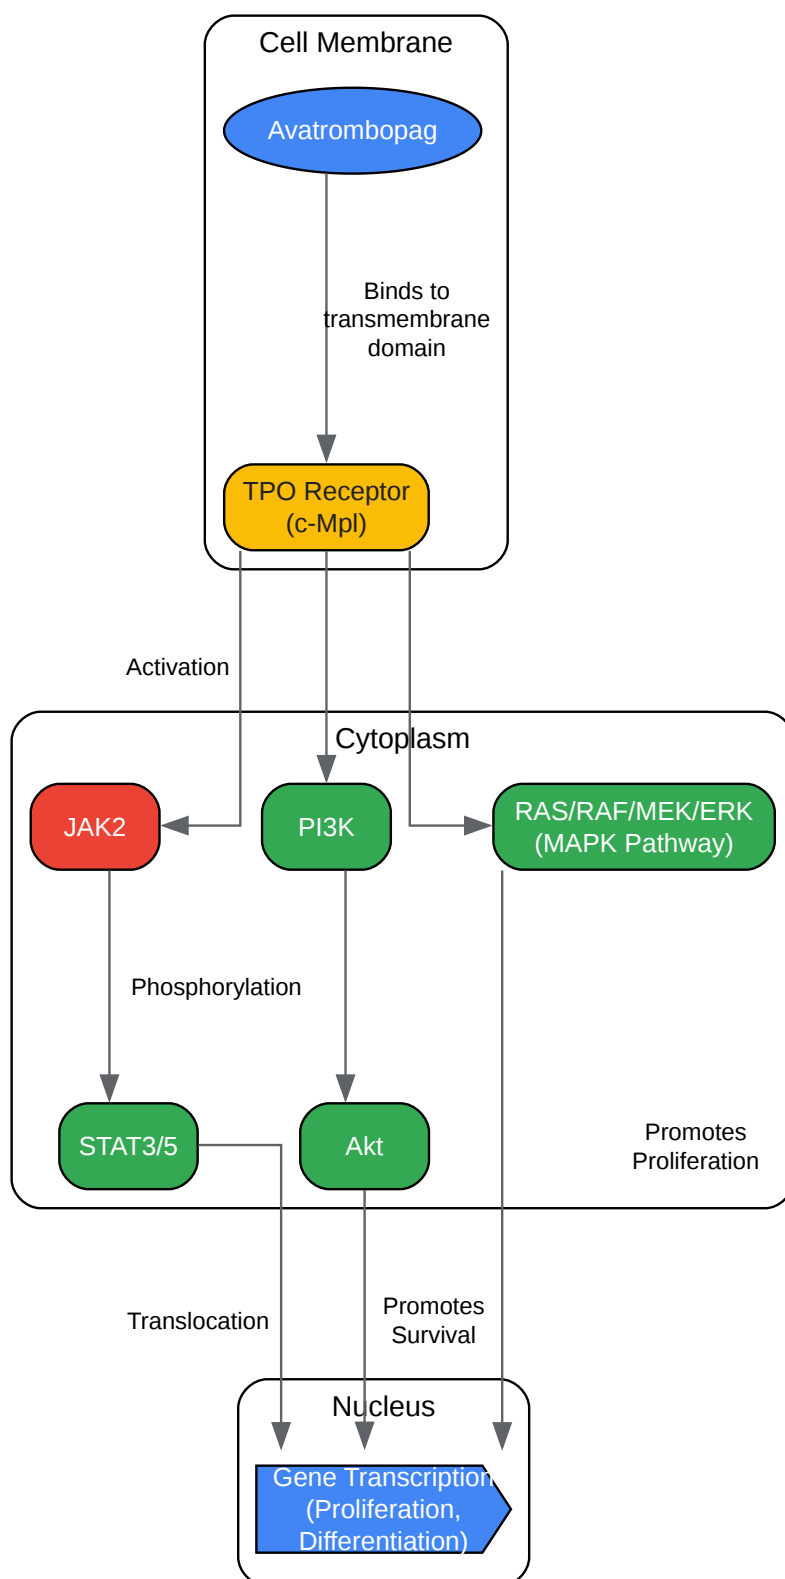 Cell Membrane
Avatrombopag
Binds to
transmembrane
domain
TPO Receptor
(c-Mpl)
Activation
Cytoplasm
JAK2
PI3K
RAS/RAF/MEK/ERK
(MAPK Pathway)
Phosphorylation
STAT3/5
Akt
Promotes
Proliferation
Translocation
Promotes
Survival
Nucleus
Gene Transcription
(Proliferation,
Differentiation)